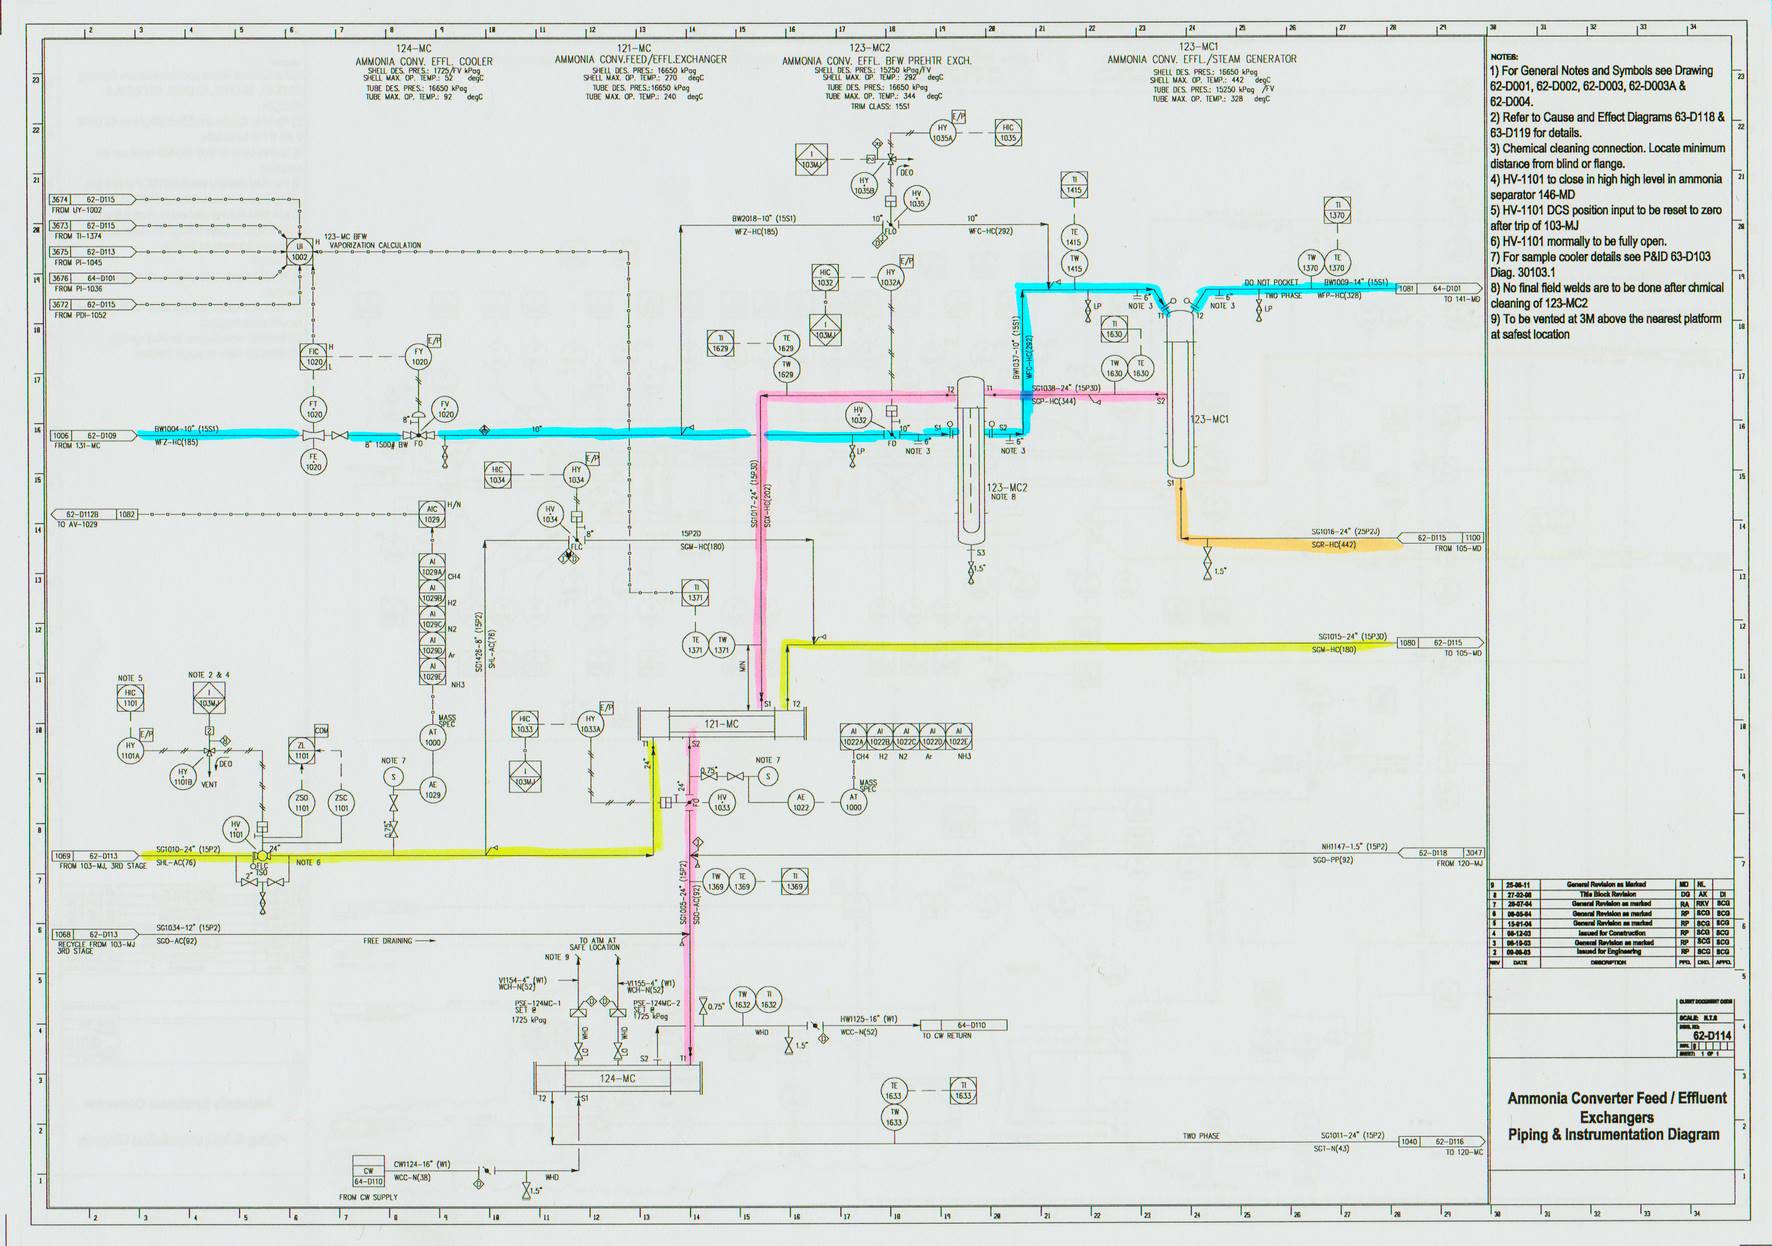 124-MC
AMMONIA CONV. EFFL. COOLER
SHELL DES. PRES.: 1725/FV kPag
SHELL MAX. OP. TEMP.: 52 degC
TUBE DES. PRES.: 16650 kPag
TUBE MAX. OP. TEMP.: 92 degC
121-MC
AMMONIA CONV.FEED/EFFL.EXCHANGER
SHELL DES. PRES.: 16650 kPag
SHELL MAX. OP. TEMP.: 270 degC
TUBE DES. PRES.:16650 kPag
TUBE MAX. OP. TEMP.: 240 degC
123-MC2
AMMONIA CONV. EFFL. BFW PREHTR EXCH.
SHELL DES. PRES.: 15250 kPag/FV
SHELL MAX. OP. TEMP.: 292 degC
TUBE DES. PRES.: 16650 kPag
TUBE MAX. OP. TEMP.: 344 degC
TRIM CLASS: 15S1
123-MC1
AMMONIA CONV. EFFL./STEAM GENERATOR
SHELL DES. PRES.: 16650 kPag
SHELL MAX. OP. TEMP.: 442 degC
TUBE DES. PRES.: 15250 kPag /FV
TUBE MAX. OP. TEMP.: 328 degC
NOTES:
1) For General Notes and Symbols see Drawing
62-D001, 62-D002, 62-D003, 62-D003A &
62-D004.
2) Refer to Cause and Effect Diagrams 63-D118 &
63-D119 for details.
3) Chemical cleaning connection. Locate minimum
distance from blind or flange.
4) HV-1101 to close in high high level in ammonia
separator 146-MD
5) HV-1101 DCS position input to be reset to zero
after trip of 103-MJ
6) HV-1101 mormally to be fully open.
7) For sample cooler details see P&ID 63-D103
Diag. 30103.1
8) No final field welds are to be done after chmical
cleaning of 123-MC2
9) To be vented at 3M above the nearest platform
at safest location
3674 62-D115
FROM UY-1002
3673 62-D115
FROM TI-1374
3675 62-D113
FROM PI-1045
3676 64-D101
FROM PI-1036
3672 62-D115
FROM PDI-1052
UI 1002 H
123-MC BFW
VAPORIZATION CALCULATION
FIC 1020 H L
FY 1020 E/P
FT 1020
FV 1020
8"
FO
FE 1020
8" 1500# BW
1006 62-D109
FROM 131-MC
BW1004-10" (15S1)
WFZ-HC(185)
10"
I 103MJ
HY 1035A E/P
HIC 1035
HY 1035B
DEO
HV 1035
FLO
BW2018-10" (15S1)
WFZ-HC(185)
10"
10"
WFC-HC(292)
HIC 1032
HY 1032A E/P
I 103MJ
HV 1032
10"
FO
LP
6"
NOTE 3
S1
S2
6"
NOTE 3
TI 1629
TE 1629
TW 1629
TI 1415
TE 1415
TW 1415
TI 1370
TW 1370
TE 1370
TI 1630
TW 1630
TE 1630
BW1037-10" (15S1)
WFC-HC(292)
LP
6"
NOTE 3
T1
T2
6"
NOTE 3
LP
DO NOT POCKET
TWO PHASE
BW1009-14" (15S1)
WFP-HC(328)
1081 64-D101
TO 141-MD
SG1038-24" (15P3D)
SGP-HC(344)
T2
T1
S2
123-MC1
S1
123-MC2
NOTE 8
S3
1.5"
SG1016-24" (25P2J)
SGR-HC(442)
1.5"
62-D115 1100
FROM 105-MD
SG1017-24" (15P3D)
SGX-HC(202)
SG1015-24" (15P3D)
SGM-HC(180)
1080 62-D115
TO 105-MD
HIC 1034
HY 1034 E/P
HV 1034
8"
FLC
15P2D
SGM-HC(180)
SG1428-8" (15P2)
SHL-AC(76)
62-D112B 1082
TO AV-1029
AIC 1029 H/N
AI 1029A CH4
AI 1029B H2
AI 1029C N2
AI 1029D Ar
AI 1029E NH3
MASS
SPEC
AT 1000
AE 1029
NOTE 7
S
0.75"
TI 1371
TE 1371
TW 1371
MIN
S1
T2
121-MC
T1
S2
24"
24"
HIC 1033
HY 1033A E/P
I 103MJ
HV 1033
FO
0.75"
NOTE 7
S
AE 1022
AT 1000
MASS
SPEC
AI 1022A
AI 1022B
AI 1022C
AI 1022D
AI 1022E
CH4 H2 N2 Ar NH3
NOTE 5
HIC 1101
NOTE 2 & 4
I 103MJ
HY 1101A E/P
HY 1101B
DEO
VENT
ZL 1101
COM
ZSO 1101
ZSC 1101
HV 1101
24"
FLC
TSO
NOTE 6
2"
1069 62-D113
FROM 103-MJ, 3RD STAGE
SG1010-24" (15P2)
SHL-AC(76)
NH1147-1.5" (15P2)
SGO-PP(92)
62-D118 3047
FROM 120-MJ
TW 1369
TE 1369
TI 1369
SG1005-24" (15P2)
SGO-AC(92)
1068 62-D113
RECYCLE FROM 103-MJ
3RD STAGE
SG1034-12" (15P2)
SGO-AC(92)
FREE DRAINING
TO ATM AT
SAFE LOCATION
NOTE 9
V1154-4" (W1)
WCH-N(52)
V1155-4" (W1)
WCH-N(52)
PSE-124MC-1
SET @
1725 kPag
PSE-124MC-2
SET @
1725 kPag
WHD
WHD
LO
LO
S2
T1
0.75"
TW 1632
TI 1632
WHD
1.5"
HW1125-16" (W1)
WCC-N(52)
64-D110
TO CW RETURN
124-MC
T2
S1
TE 1633
TI 1633
TW 1633
TWO PHASE
SG1011-24" (15P2)
SGT-N(43)
1040 62-D116
TO 120-MC
CW
64-D110
FROM CW SUPPLY
CW1124-16" (W1)
WCC-N(38)
1.5"
WHD
9 25-06-11 General Revision as Marked MD NL
8 27-02-06 Title Block Revision DG AK DI
7 26-07-04 General Revision as marked RA RKV SCG
General Revision as marked RP SCG SCG
5 15-01-04 General Revision as marked RP SCG SCG
4 08-12-03 Issued for Construction RP SCG SCG
General Revision as marked RP SCG SCG
Issued for Engineering RP SCG SCG
REV DATE DESCRIPTION PPD. CHD. APPD.
CLIENT DOCUMENT CODE
SCALE: N.T.S
62-D114
SHEET: 1 OF 1
Ammonia Converter Feed / Effluent
Exchangers
Piping & Instrumentation Diagram